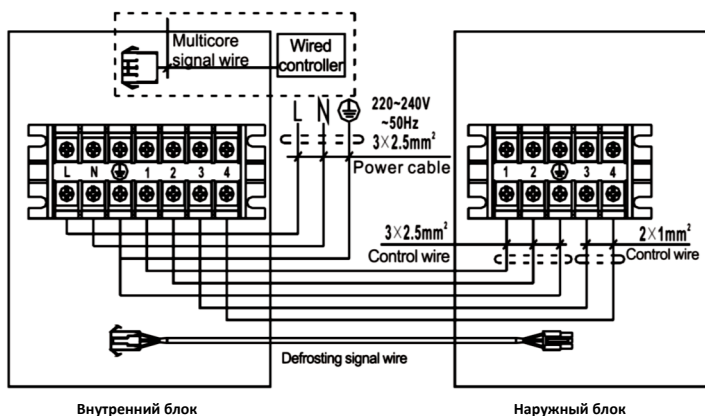 Multicore
signal wire
Wired
controller
L N
220~240V
~50Hz
3×2.5mm²
Power cable
L N 1 2 3 4
1 2 3 4
3×2.5mm²
Control wire
2×1mm²
Control wire
Defrosting signal wire
Внутренний блок
Наружный блок